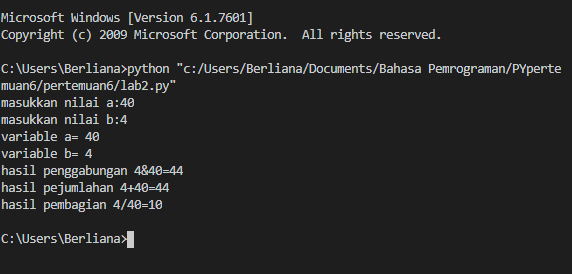 Microsoft Windows [Version 6.1.7601]
Copyright (c) 2009 Microsoft Corporation.  All rights reserved.
C:\Users\Berliana>python "c:/Users/Berliana/Documents/Bahasa Pemrograman/PYperte
muan6/pertemuan6/lab2.py"
masukkan nilai a:40
masukkan nilai b:4
variable a= 40
variable b= 4
hasil penggabungan 4&40=44
hasil pejumlahan 4+40=44
hasil pembagian 4/40=10
C:\Users\Berliana>